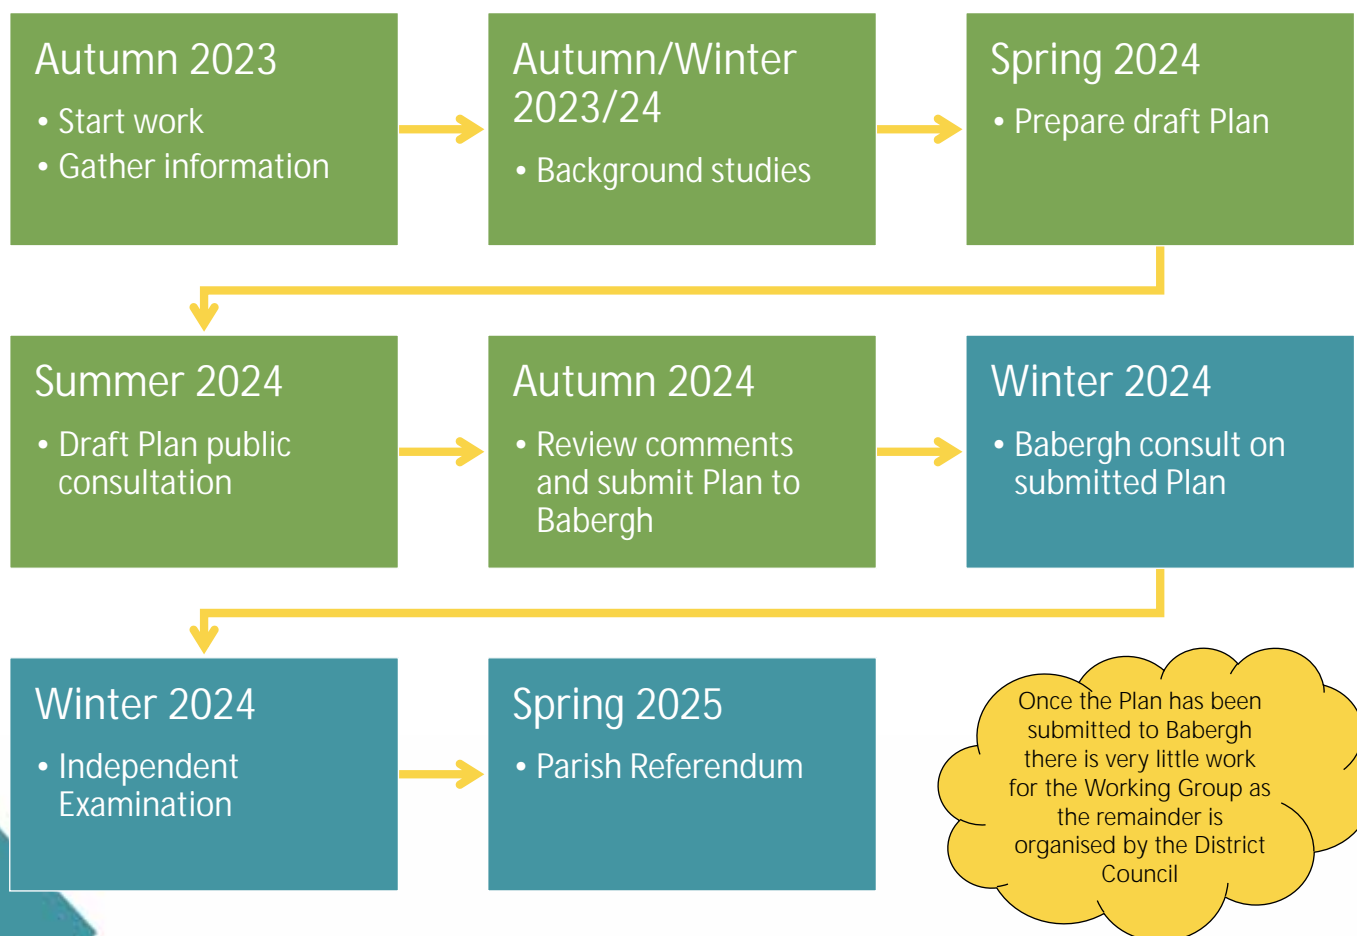 Autumn 2023
• Start work
• Gather information
Autumn/Winter
2023/24
• Background studies
Spring 2024
• Prepare draft Plan
Summer 2024
• Draft Plan public
consultation
Autumn 2024
• Review comments
and submit Plan to
Babergh
Winter 2024
• Babergh consult on
submitted Plan
Winter 2024
• Independent
Examination
Spring 2025
• Parish Referendum
Once the Plan has been
submitted to Babergh
there is very little work
for the Working Group as
the remainder is
organised by the District
Council